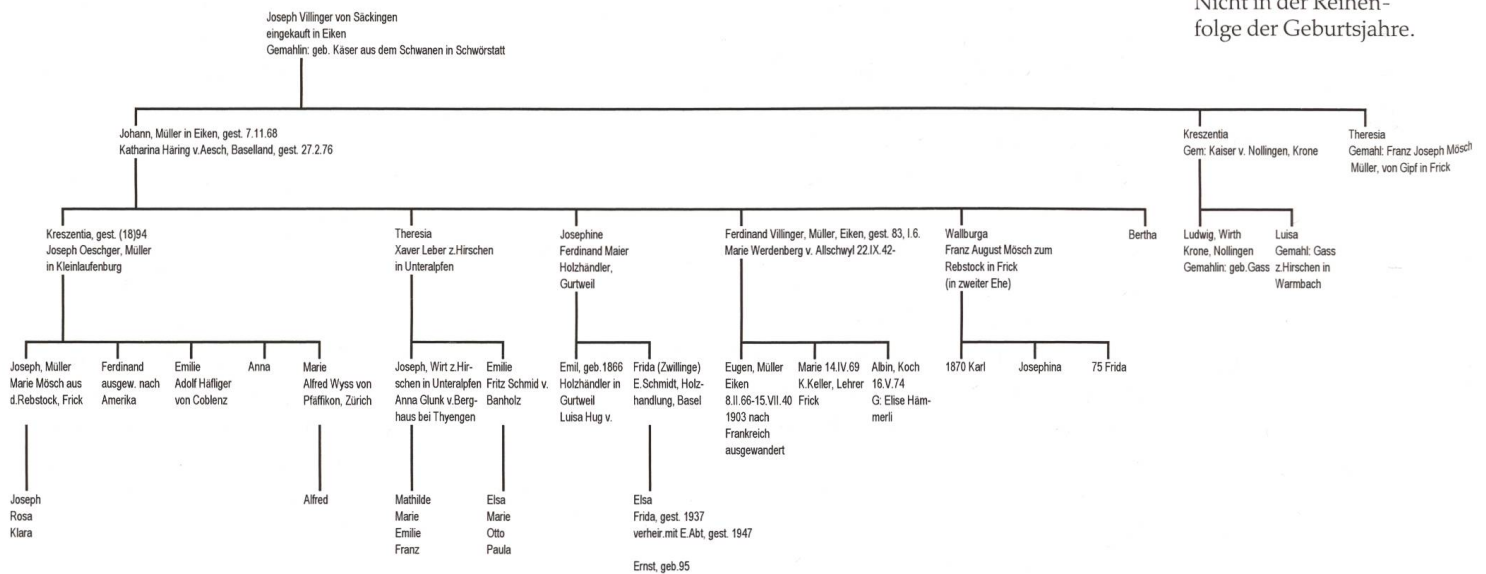 Nicht in der Reihen-
folge der Geburtsjahre.
Joseph Villinger von Säckingen
eingekauft in Eiken
Gemahlin: geb. Käser aus dem Schwanen in Schwörstatt
Johann, Müller in Eiken, gest. 7.11.68
Katharina Häring v.Aesch, Baselland, gest. 27.2.76
Kreszentia
Gem: Kaiser v. Nollingen, Krone
Theresia
Gemahl: Franz Joseph Mösch
Müller, von Gipf in Frick
Kreszentia, gest. (18)94
Joseph Oeschger, Müller
in Kleinlaufenburg
Theresia
Xaver Leber z.Hirschen
in Unteralpfen
Josephine
Ferdinand Maier
Holzhändler,
Gurtweil
Ferdinand Villinger, Müller, Eiken, gest. 83, I.6.
Marie Werdenberg v. Allschwyl 22.IX.42-
Wallburga
Franz August Mösch zum
Rebstock in Frick
(in zweiter Ehe)
Bertha
Ludwig, Wirth
Krone, Nollingen
Gemahlin: geb.Gass
Luisa
Gemahl: Gass
z.Hirschen in
Warmbach
Joseph, Müller
Marie Mösch aus
d.Rebstock, Frick
Ferdinand
ausgew. nach
Amerika
Emilie
Adolf Häfliger
von Coblenz
Anna
Marie
Alfred Wyss von
Pfäffikon, Zürich
Joseph, Wirt z.Hir-
schen in Unteralpfen
Anna Glunk v.Berg-
haus bei Thyengen
Emilie
Fritz Schmid v.
Banholz
Emil, geb.1866
Holzhändler in
Gurtweil
Luisa Hug v.
Frida (Zwillinge)
E.Schmidt, Holz-
handlung, Basel
Eugen, Müller
Eiken
8.II.66-15.VII.40
1903 nach
Frankreich
ausgewandert
Marie 14.IV.69
K.Keller, Lehrer
Frick
Albin, Koch
16.V.74
G: Elise Häm-
merli
1870 Karl
Josephina
75 Frida
Joseph
Rosa
Klara
Alfred
Mathilde
Marie
Emilie
Franz
Elsa
Marie
Otto
Paula
Elsa
Frida, gest. 1937
verheir.mit E.Abt, gest. 1947
Ernst, geb.95